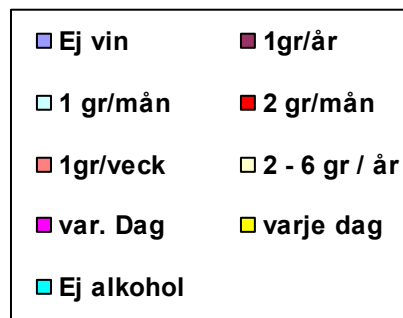 Ej vin 1gr/år
1 gr/mån 2 gr/mån
1gr/veck 2 - 6 gr / år
var. Dag varje dag
Ej alkohol